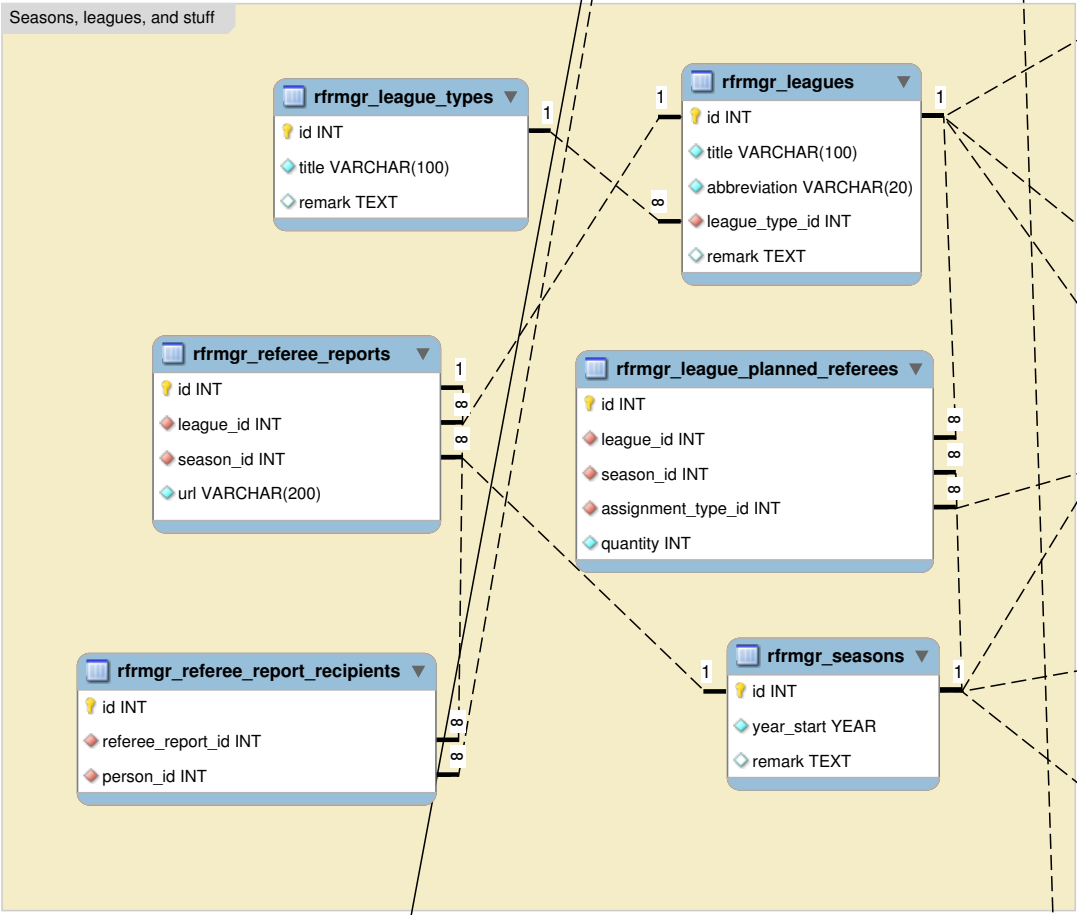 Seasons, leagues, and stuff
rfrmgr_league_types
id INT
title VARCHAR(100)
remark TEXT
1
rfrmgr_leagues
id INT
title VARCHAR(100)
abbreviation VARCHAR(20)
league_type_id INT
remark TEXT
1
∞
1
rfrmgr_referee_reports
id INT
league_id INT
season_id INT
url VARCHAR(200)
1
∞
∞
rfrmgr_league_planned_referees
id INT
league_id INT
season_id INT
assignment_type_id INT
quantity INT
∞
∞
∞
rfrmgr_referee_report_recipients
id INT
referee_report_id INT
person_id INT
∞
∞
rfrmgr_seasons
id INT
year_start YEAR
remark TEXT
1
1